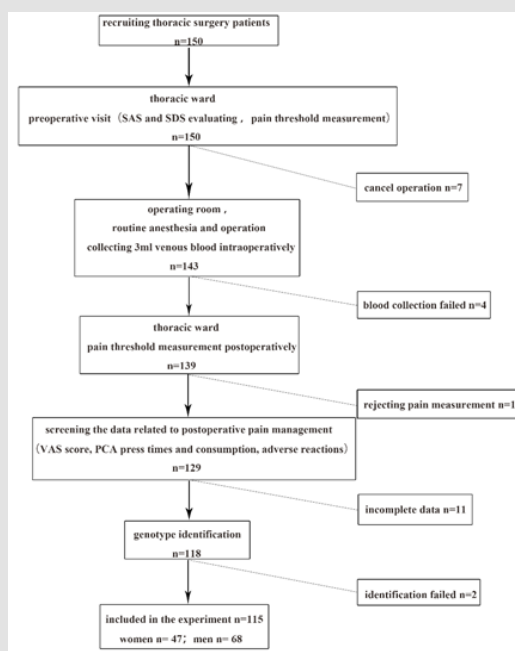 recruiting thoracic surgery patients
n=150
thoracic ward
preoperative visit（SAS and SDS evaluating， pain threshold measurement）
n=150
cancel operation n=7
operating room，
routine anesthesia and operation
collecting 3ml venous blood intraoperatively
n=143
blood collection failed n=4
thoracic ward
pain threshold measurement postoperatively
n=139
rejecting pain measurement n=1
screening the data related to postoperative pain management
（VAS score, PCA press times and consumption, adverse reactions）
n=129
incomplete data n=11
genotype identification
n=118
identification failed n=2
included in the experiment n=115
women n= 47；men n= 68